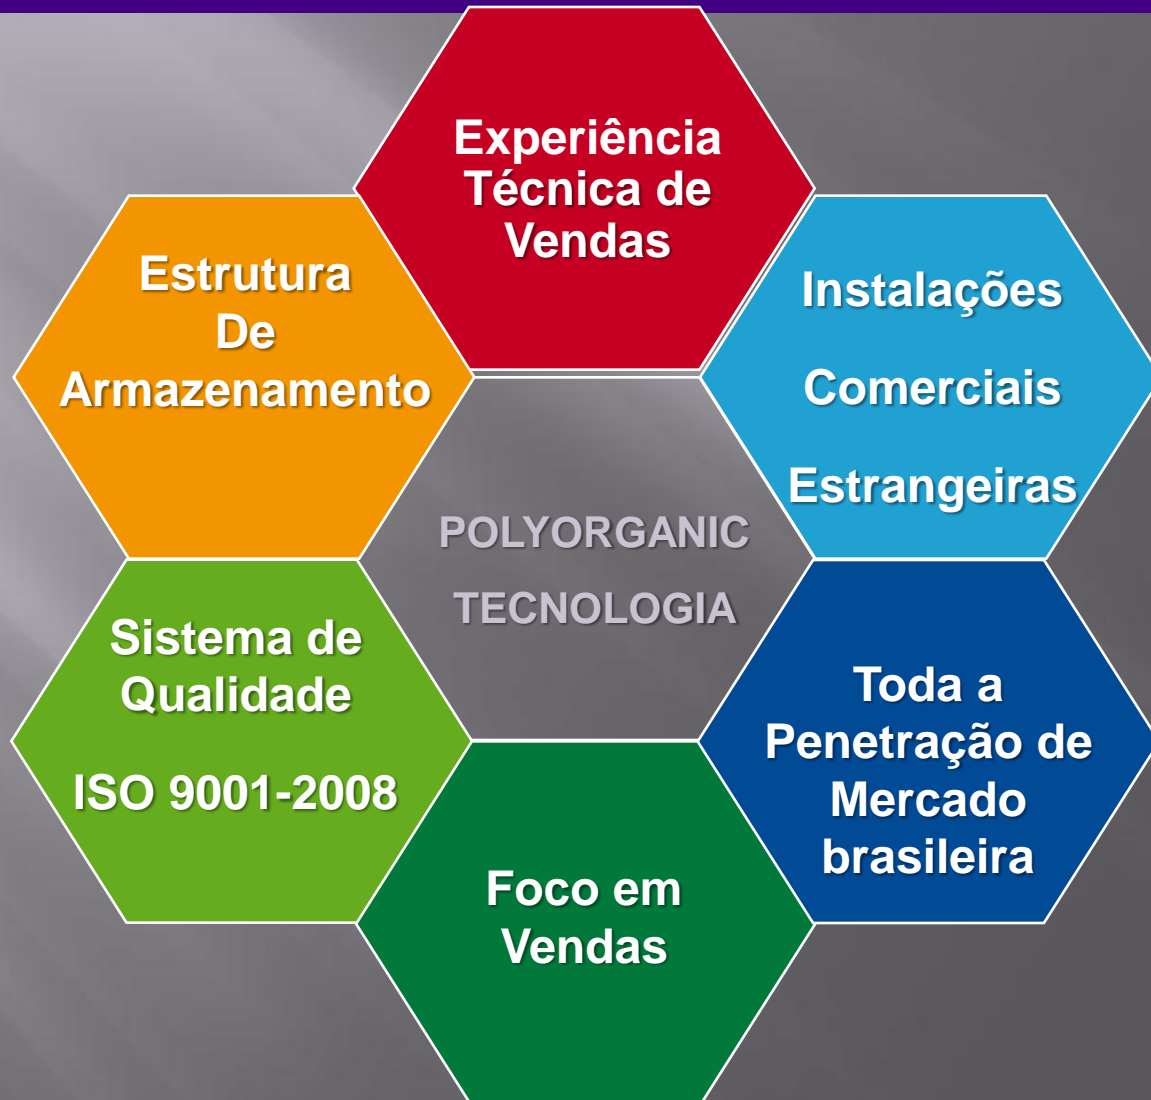 Experiência
Técnica de
Vendas
Estrutura
De
Armazenamento
Instalações
Comerciais
Estrangeiras
POLYORGANIC
TECNOLOGIA
Sistema de
Qualidade
ISO 9001-2008
Toda a
Penetração de
Mercado
brasileira
Foco em
Vendas